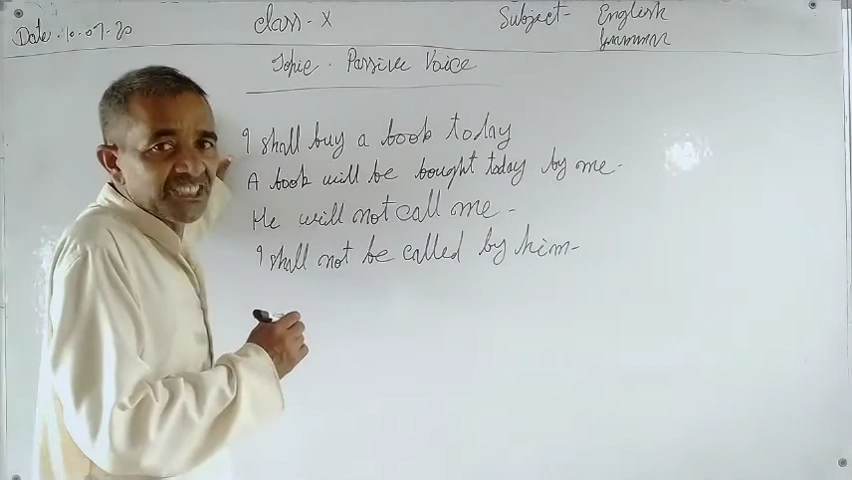 Date. 10-07-20
Class - X
Subject - English
Grammar
Topic. Passive Voice
I shall buy a book today
A book will be bought today by me.
He will not call me.
I shall not be called by him.